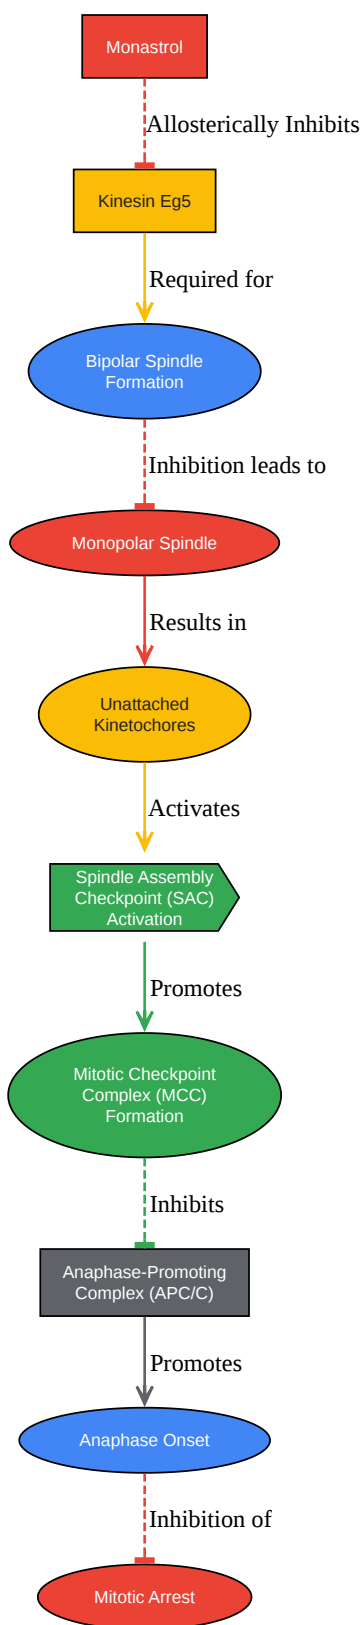 Monastrol
Allosterically Inhibits
Kinesin Eg5
Required for
Bipolar Spindle
Formation
Inhibition leads to
Monopolar Spindle
Results in
Unattached
Kinetochores
Activates
Spindle Assembly
Checkpoint (SAC)
Activation
Promotes
Mitotic Checkpoint
Complex (MCC)
Formation
Inhibits
Anaphase-Promoting
Complex (APC/C)
Promotes
Anaphase Onset
Inhibition of
Mitotic Arrest